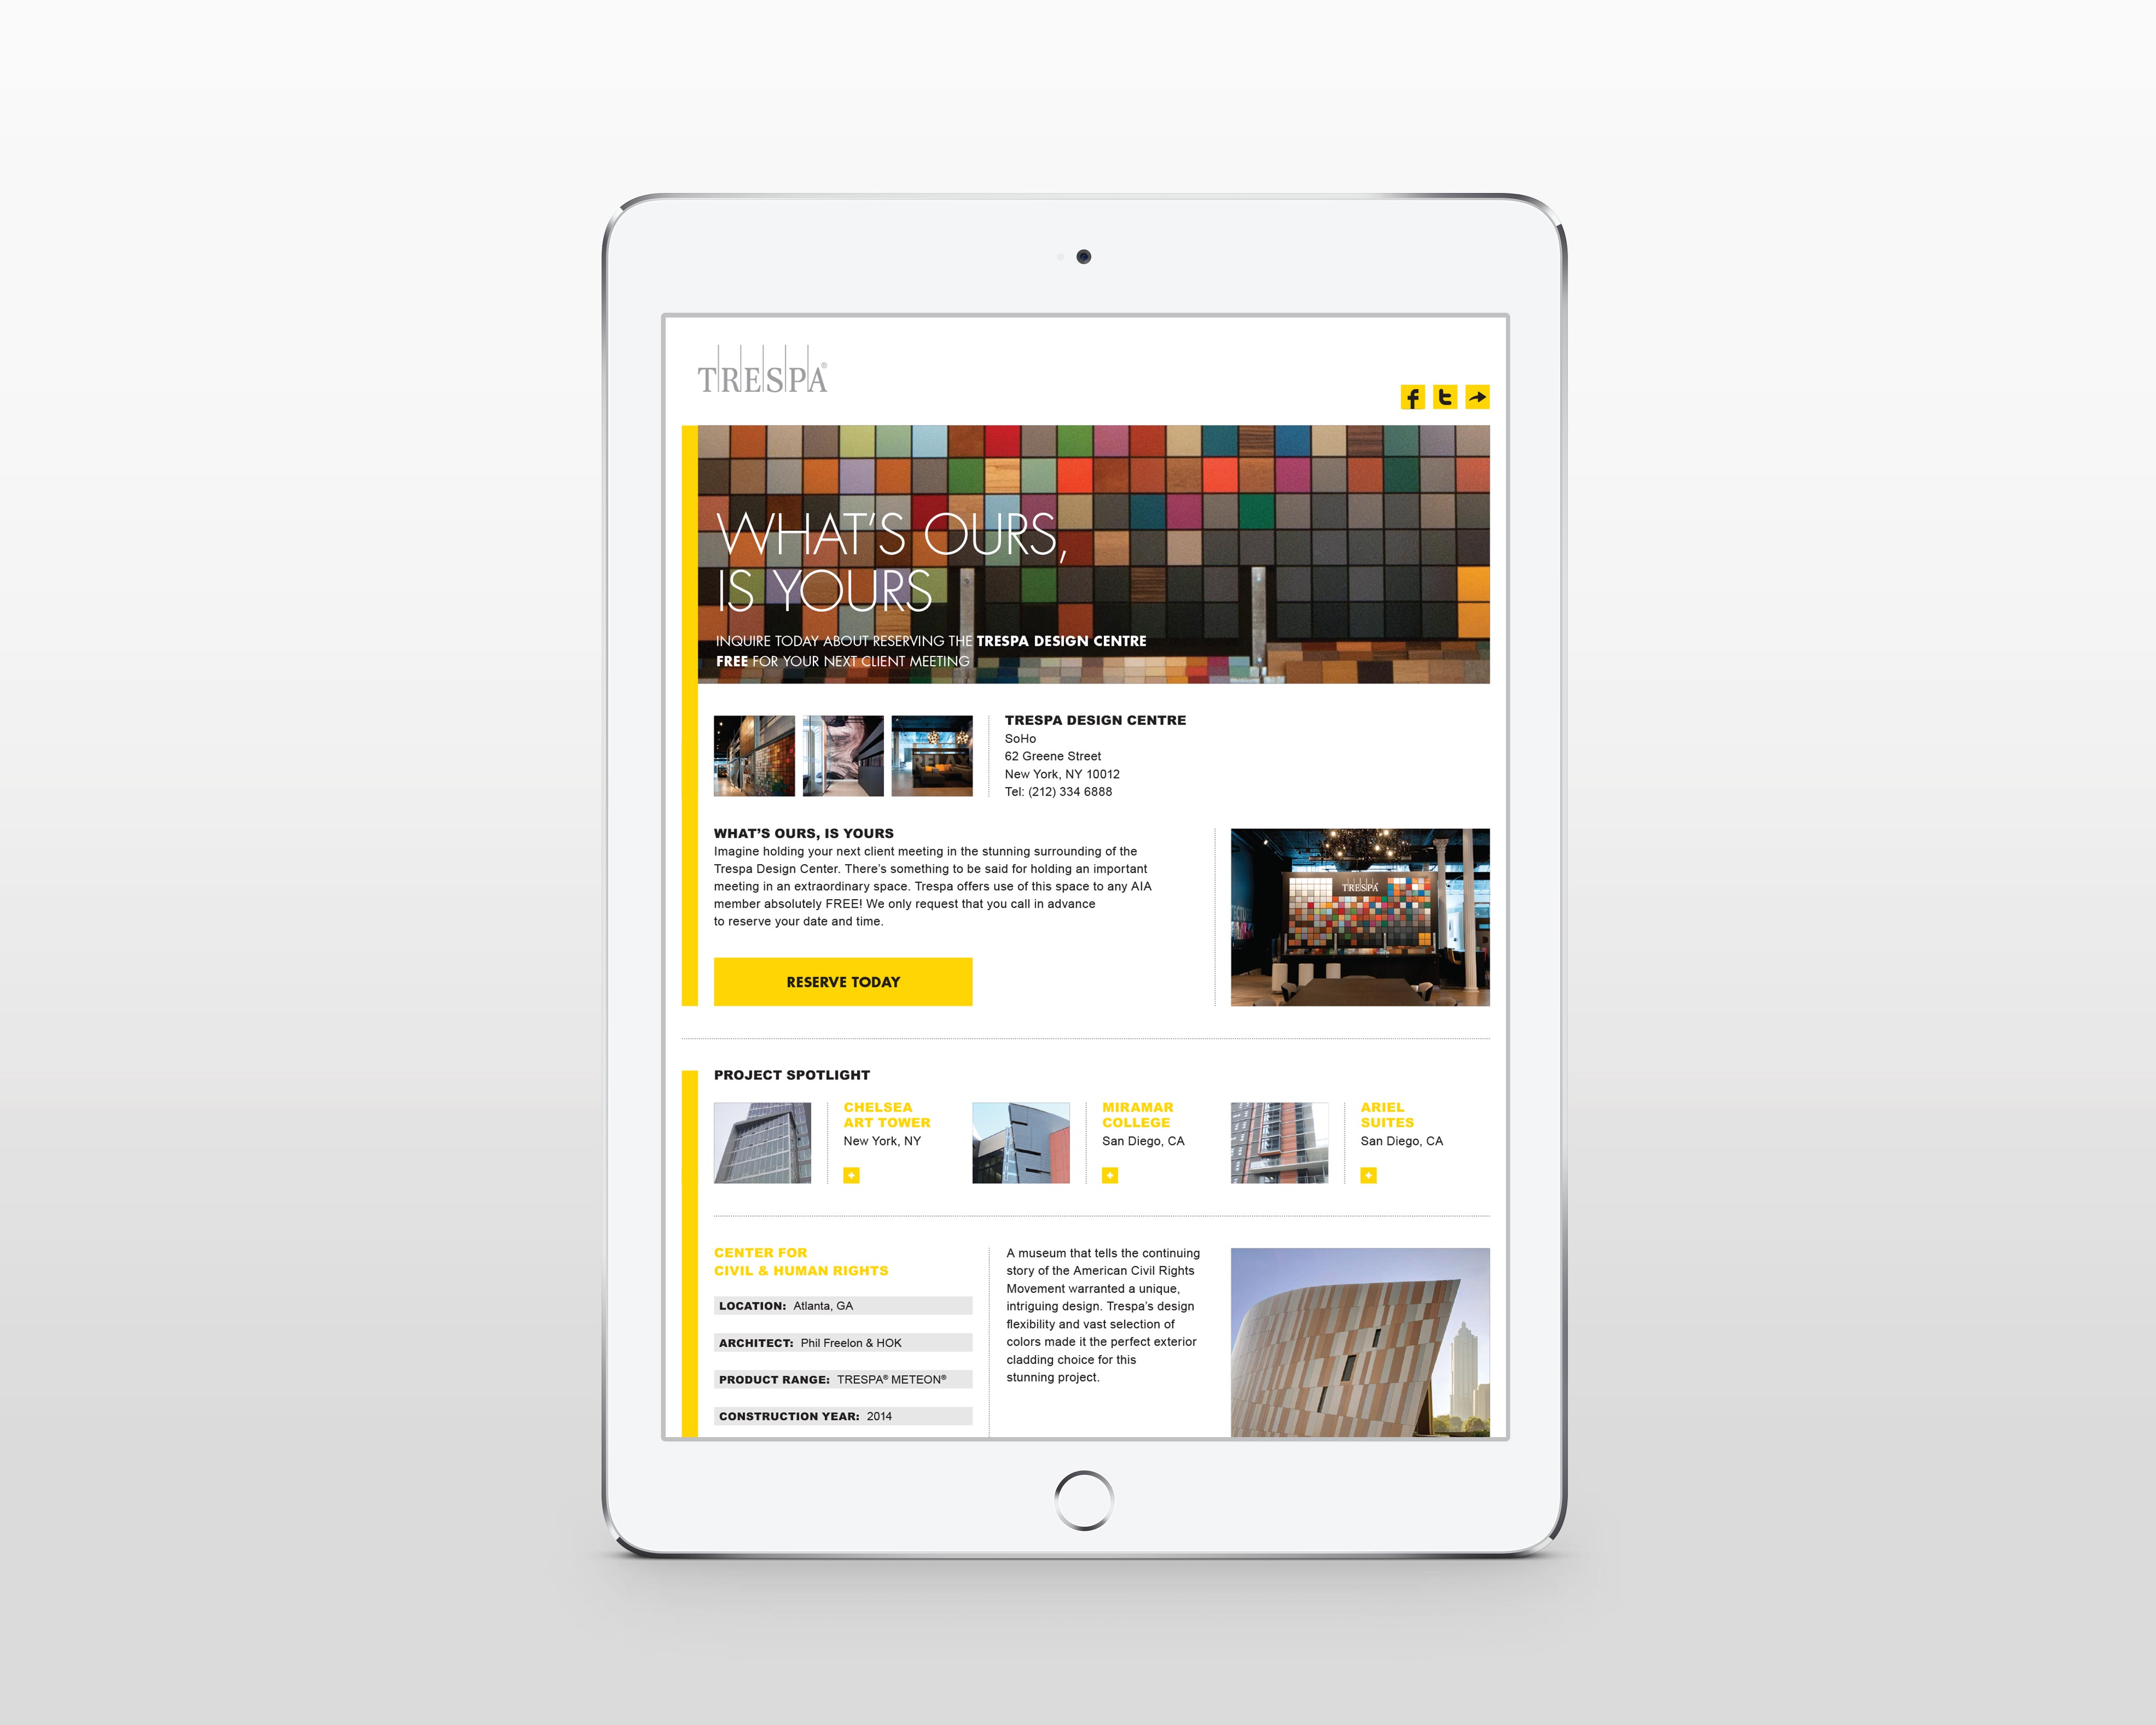 TRESPA®
WHAT'S OURS,
IS YOURS
INQUIRE TODAY ABOUT RESERVING THE TRESPA DESIGN CENTRE
FREE FOR YOUR NEXT CLIENT MEETING
RELAX
TRESPA DESIGN CENTRE
SoHo
62 Greene Street
New York, NY 10012
Tel: (212) 334 6888
WHAT'S OURS, IS YOURS
Imagine holding your next client meeting in the stunning surrounding of the
Trespa Design Center. There's something to be said for holding an important
meeting in an extraordinary space. Trespa offers use of this space to any AIA
member absolutely FREE! We only request that you call in advance
to reserve your date and time.
TRESPA
RESERVE TODAY
PROJECT SPOTLIGHT
CHELSEA
ART TOWER
New York, NY
MIRAMAR
COLLEGE
San Diego, CA
ARIEL
SUITES
San Diego, CA
CENTER FOR
CIVIL & HUMAN RIGHTS
LOCATION: Atlanta, GA
ARCHITECT: Phil Freelon & HOK
PRODUCT RANGE: TRESPA® METEON®
CONSTRUCTION YEAR: 2014
A museum that tells the continuing
story of the American Civil Rights
Movement warranted a unique,
intriguing design. Trespa's design
flexibility and vast selection of
colors made it the perfect exterior
cladding choice for this
stunning project.